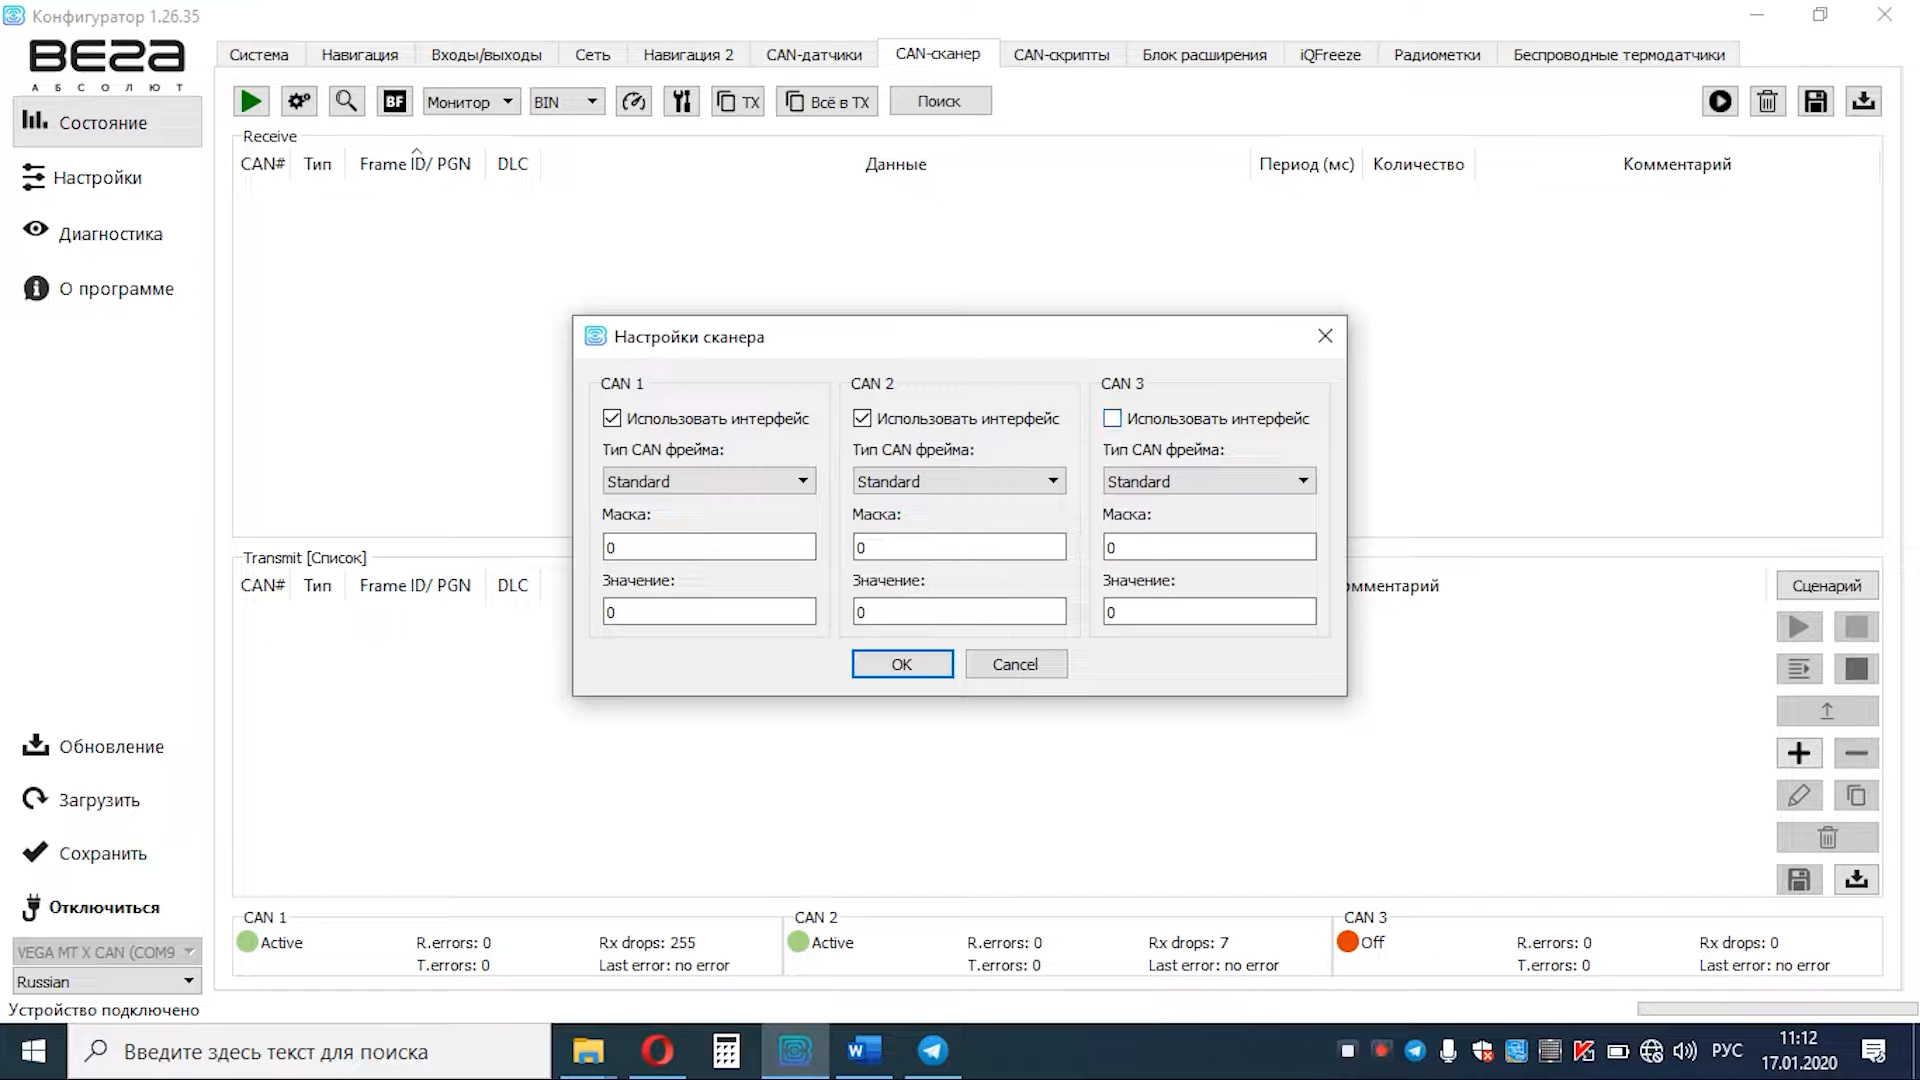 Конфигуратор 1.26.35
ВЕГА
АБСОЛЮТ
Система Навигация Входы/выходы Сеть Навигация 2 CAN-датчики CAN-сканер CAN-скрипты Блок расширения iQFreeze Радиометки Беспроводные термодатчики
BF Монитор BIN TX Всё в TX Поиск
Состояние
Настройки
Диагностика
О программе
Receive
CAN# Тип Frame ID/ PGN DLC Данные Период (мс) Количество Комментарий
Настройки сканера
CAN 1 CAN 2 CAN 3
Использовать интерфейс Использовать интерфейс Использовать интерфейс
Тип CAN фрейма: Тип CAN фрейма: Тип CAN фрейма:
Standard Standard Standard
Маска: Маска: Маска:
0 0 0
Значение: Значение: Значение:
0 0 0
OK Cancel
Transmit [Список]
CAN# Тип Frame ID/ PGN DLC омментарий Сценарий
Обновление
Загрузить
Сохранить
Отключиться
VEGA MT X CAN (COM9
Russian
Устройство подключено
CAN 1
Active R.errors: 0 Rx drops: 255
T.errors: 0 Last error: no error
CAN 2
Active R.errors: 0 Rx drops: 7
T.errors: 0 Last error: no error
CAN 3
Off R.errors: 0 Rx drops: 0
T.errors: 0 Last error: no error
Введите здесь текст для поиска
РУС
11:12
17.01.2020